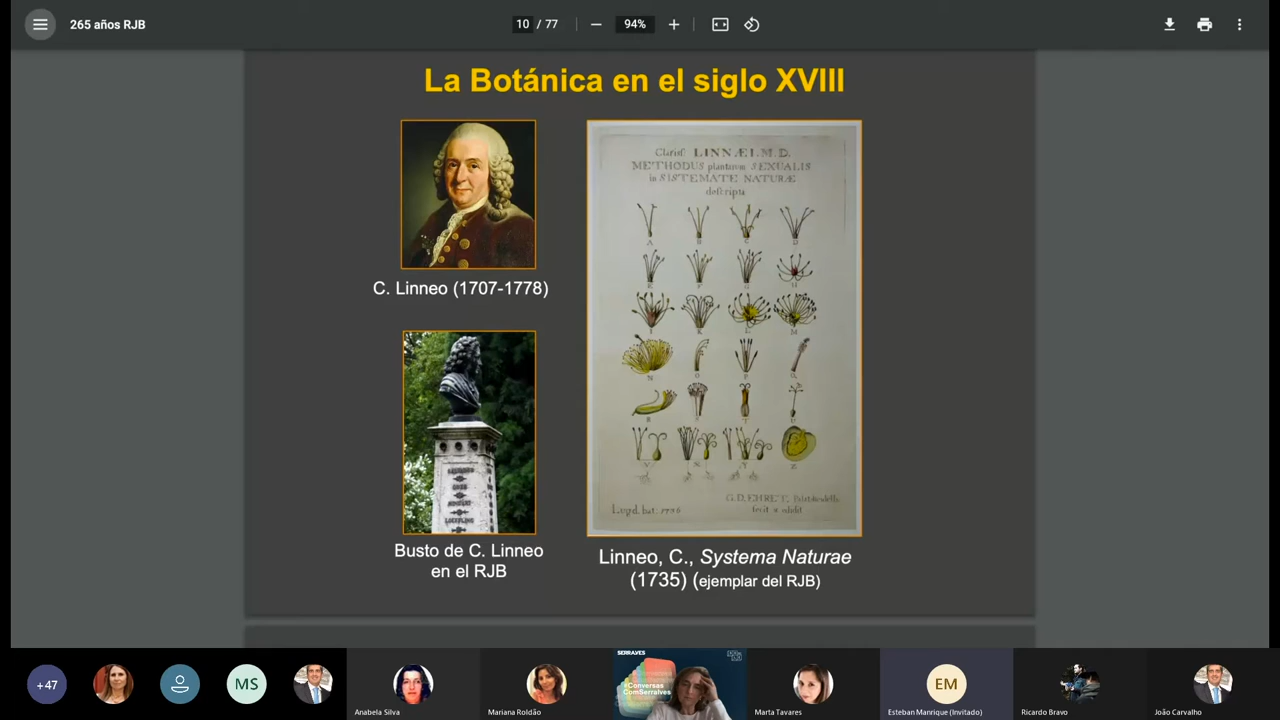 265 años RJB
10 / 77
94%
La Botánica en el siglo XVIII
C. Linneo (1707-1778)
Busto de C. Linneo
en el RJB
Clarisſ: LINNÆI. M. D.
METHODUS plantarum SEXUALIS
in SISTEMATE NATURÆ
deſcripta
A B C D
E F G H
I K L M
N O P Q
R S T U
V X Y Z
Lugd. bat: 1736
G.D. EHRET
fecit & edidit
Linneo, C., Systema Naturae
(1735) (ejemplar del RJB)
+47
MS
Anabela Silva
Mariana Roldão
SERRALVES
#Conversas
ComSerralves
Marta Tavares
EM
Esteban Manrique (Invitado)
Ricardo Bravo
João Carvalho